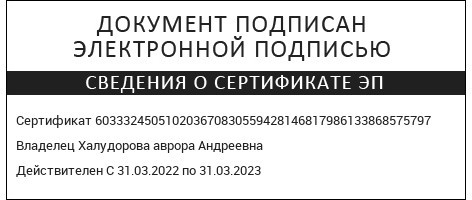 ДОКУМЕНТ ПОДПИСАН
ЭЛЕКТРОННОЙ ПОДПИСЬЮ
СВЕДЕНИЯ О СЕРТИФИКАТЕ ЭП
Сертификат 603332450510203670830559428146817986133868575797
Владелец Халудорова аврора Андреевна
Действителен С 31.03.2022 по 31.03.2023